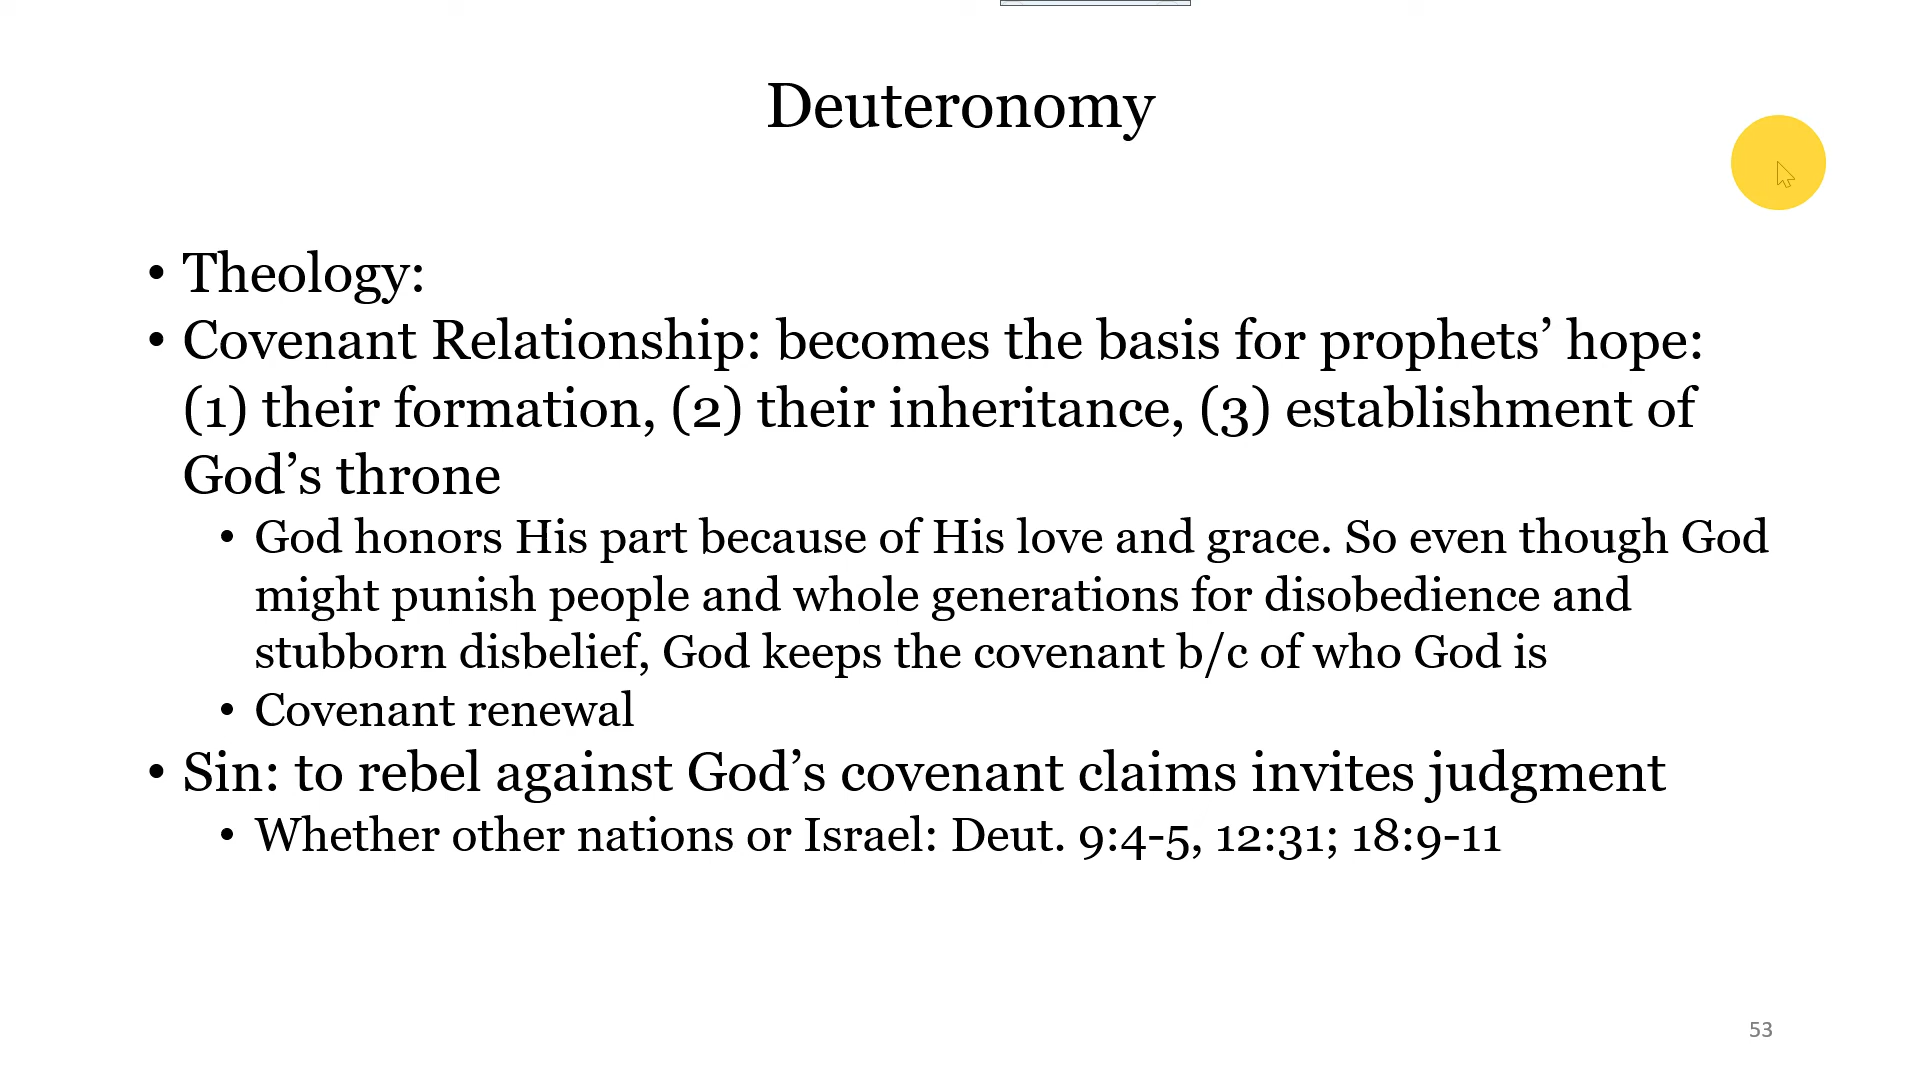 Deuteronomy
• Theology:
• Covenant Relationship: becomes the basis for prophets’ hope:
(1) their formation, (2) their inheritance, (3) establishment of
God’s throne
• God honors His part because of His love and grace. So even though God
might punish people and whole generations for disobedience and
stubborn disbelief, God keeps the covenant b/c of who God is
• Covenant renewal
• Sin: to rebel against God’s covenant claims invites judgment
• Whether other nations or Israel: Deut. 9:4-5, 12:31; 18:9-11
53